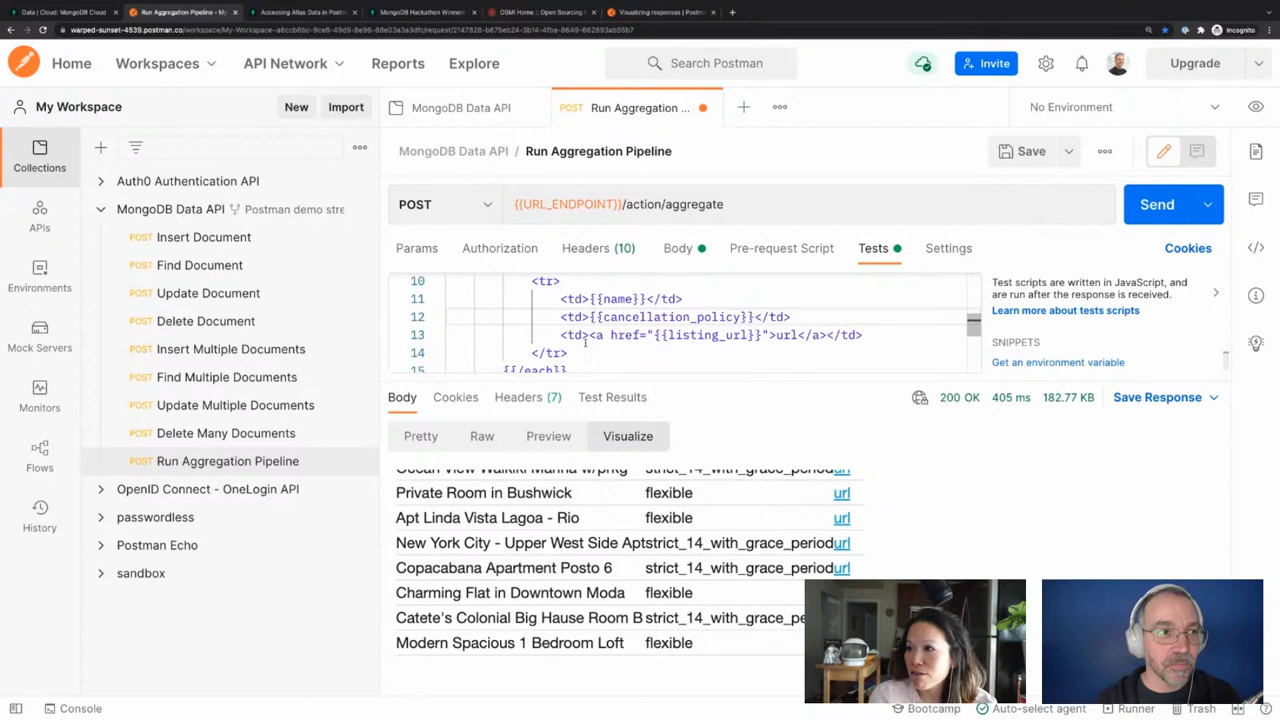 Data | Cloud: MongoDB Cloud
Run Aggregation Pipeline - My
Accessing Atlas Data in Postm
MongoDB Hackathon Winners
OSMI Home :: Open Sourcing
Visualizing responses | Postm
Incognito
Home
Workspaces
API Network
Reports
Explore
Search Postman
Invite
Upgrade
My Workspace
New
Import
MongoDB Data API
POST Run Aggregation ...
No Environment
Collections
APIs
Environments
Mock Servers
Monitors
Flows
History
Auth0 Authentication API
MongoDB Data API Postman demo stre
POST Insert Document
POST Find Document
POST Update Document
POST Delete Document
POST Insert Multiple Documents
POST Find Multiple Documents
POST Update Multiple Documents
POST Delete Many Documents
POST Run Aggregation Pipeline
OpenID Connect - OneLogin API
passwordless
Postman Echo
sandbox
MongoDB Data API / Run Aggregation Pipeline
Save
POST
{{URL_ENDPOINT}}/action/aggregate
Send
Params
Authorization
Headers (10)
Body
Pre-request Script
Tests
Settings
Cookies
10 <tr>
11 <td>{{name}}</td>
12 <td>{{cancellation_policy}}</td>
13 <td><a href="{{listing_url}}">url</a></td>
14 </tr>
15 {{/each}}
Test scripts are written in JavaScript, and
are run after the response is received.
Learn more about tests scripts
SNIPPETS
Get an environment variable
Body
Cookies
Headers (7)
Test Results
200 OK
405 ms
182.77 KB
Save Response
Pretty
Raw
Preview
Visualize
Ocean View Waikiki Marina w/prkg strict_14_with_grace_period url
Private Room in Bushwick flexible url
Apt Linda Vista Lagoa - Rio flexible url
New York City - Upper West Side Apt strict_14_with_grace_period url
Copacabana Apartment Posto 6 strict_14_with_grace_period url
Charming Flat in Downtown Moda flexible
Catete's Colonial Big Hause Room B strict_14_with_grace_p
Modern Spacious 1 Bedroom Loft flexible
Console
Bootcamp
Auto-select agent
Runner
Trash